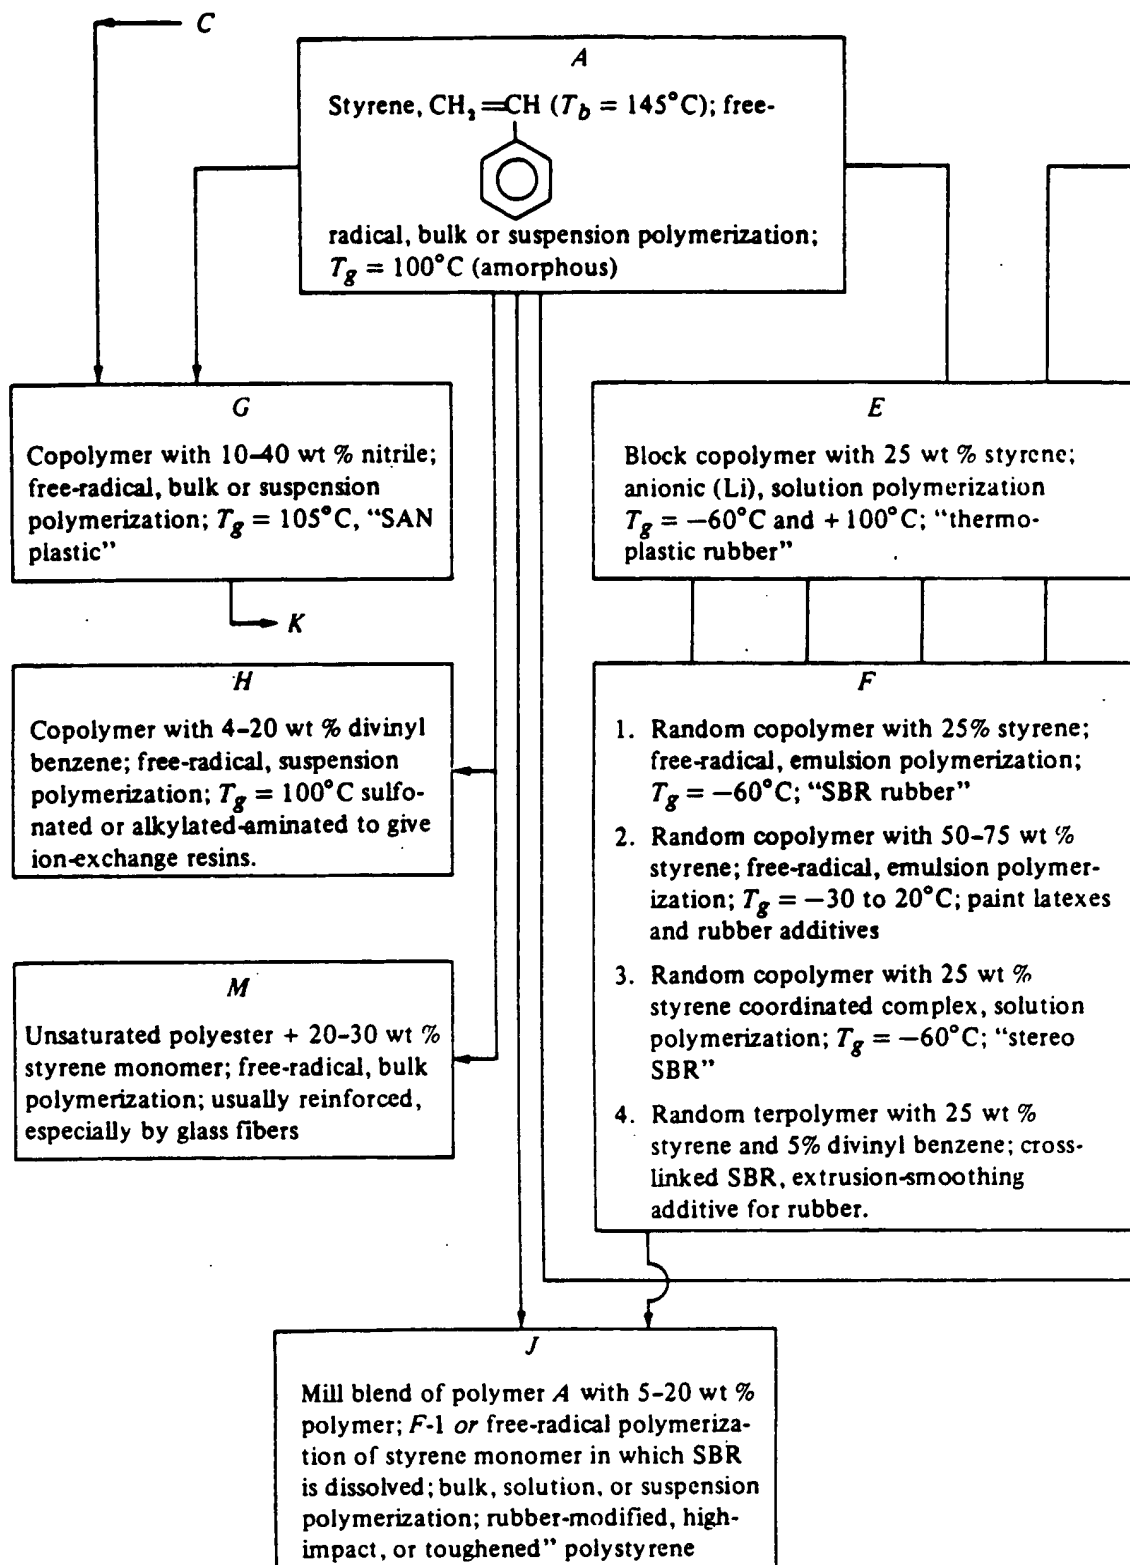 C
A
Styrene, CH₂=CH (T_b = 145°C); free-
radical, bulk or suspension polymerization;
T_g = 100°C (amorphous)
G
Copolymer with 10–40 wt % nitrile;
free-radical, bulk or suspension
polymerization; T_g = 105°C, “SAN
plastic”
K
E
Block copolymer with 25 wt % styrene;
anionic (Li), solution polymerization
T_g = −60°C and + 100°C; “thermo-
plastic rubber”
H
Copolymer with 4–20 wt % divinyl
benzene; free-radical, suspension
polymerization; T_g = 100°C sulfo-
nated or alkylated-aminated to give
ion-exchange resins.
F
1. Random copolymer with 25% styrene;
free-radical, emulsion polymerization;
T_g = −60°C; “SBR rubber”
2. Random copolymer with 50–75 wt %
styrene; free-radical, emulsion polymer-
ization; T_g = −30 to 20°C; paint latexes
and rubber additives
3. Random copolymer with 25 wt %
styrene coordinated complex, solution
polymerization; T_g = −60°C; “stereo
SBR”
4. Random terpolymer with 25 wt %
styrene and 5% divinyl benzene; cross-
linked SBR, extrusion-smoothing
additive for rubber.
M
Unsaturated polyester + 20–30 wt %
styrene monomer; free-radical, bulk
polymerization; usually reinforced,
especially by glass fibers
J
Mill blend of polymer A with 5–20 wt %
polymer; F-1 or free-radical polymeriza-
tion of styrene monomer in which SBR
is dissolved; bulk, solution, or suspension
polymerization; rubber-modified, high-
impact, or toughened” polystyrene